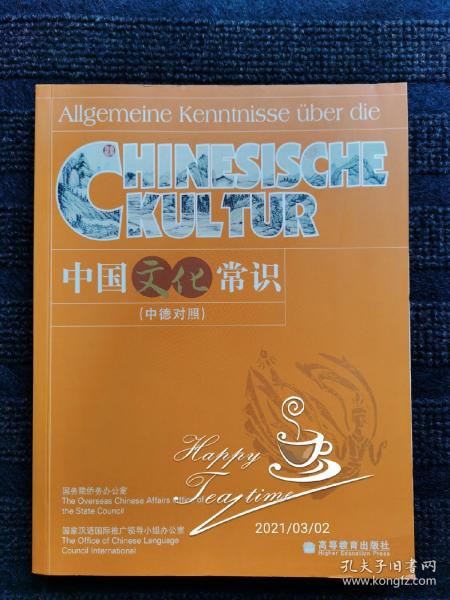 Allgemeine Kenntnisse über die
CHINESISCHE
KULTUR
中国文化常识
(中德对照)
Happy
Tea time
国务院侨务办公室
The Overseas Chinese Affairs Office of
the State Council
国家汉语国际推广领导小组办公室
The Office of Chinese Language
Council International
2021/03/02
高等教育出版社
Higher Education Press
孔夫子旧书网
www.kongfz.com